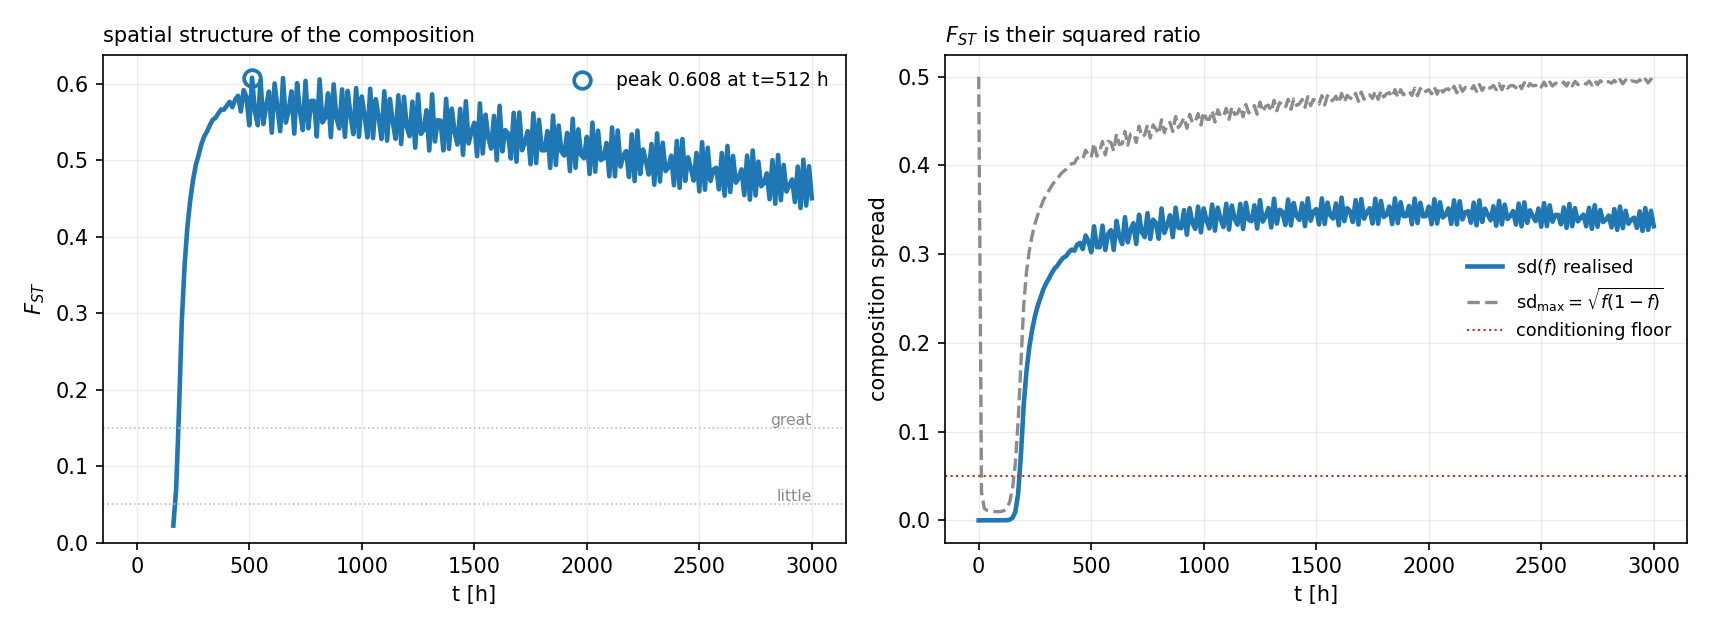 spatial structure of the composition
peak 0.608 at t=512 h
great
little
F_ST
0.6
0.5
0.4
0.3
0.2
0.1
0.0
0
500
1000
1500
2000
2500
3000
t [h]
F_ST is their squared ratio
sd(f) realised
sd_max = √f(1 − f)
conditioning floor
composition spread
0.5
0.4
0.3
0.2
0.1
0.0
0
500
1000
1500
2000
2500
3000
t [h]